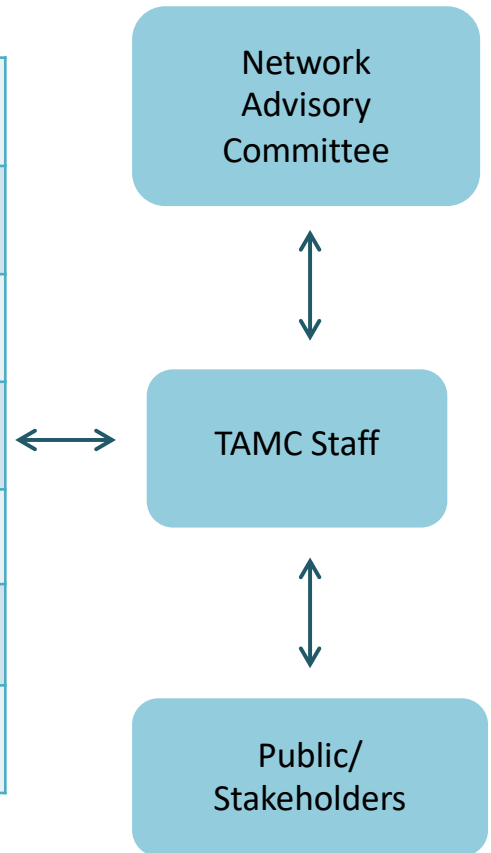 Network
Advisory
Committee
TAMC Staff
Public/
Stakeholders